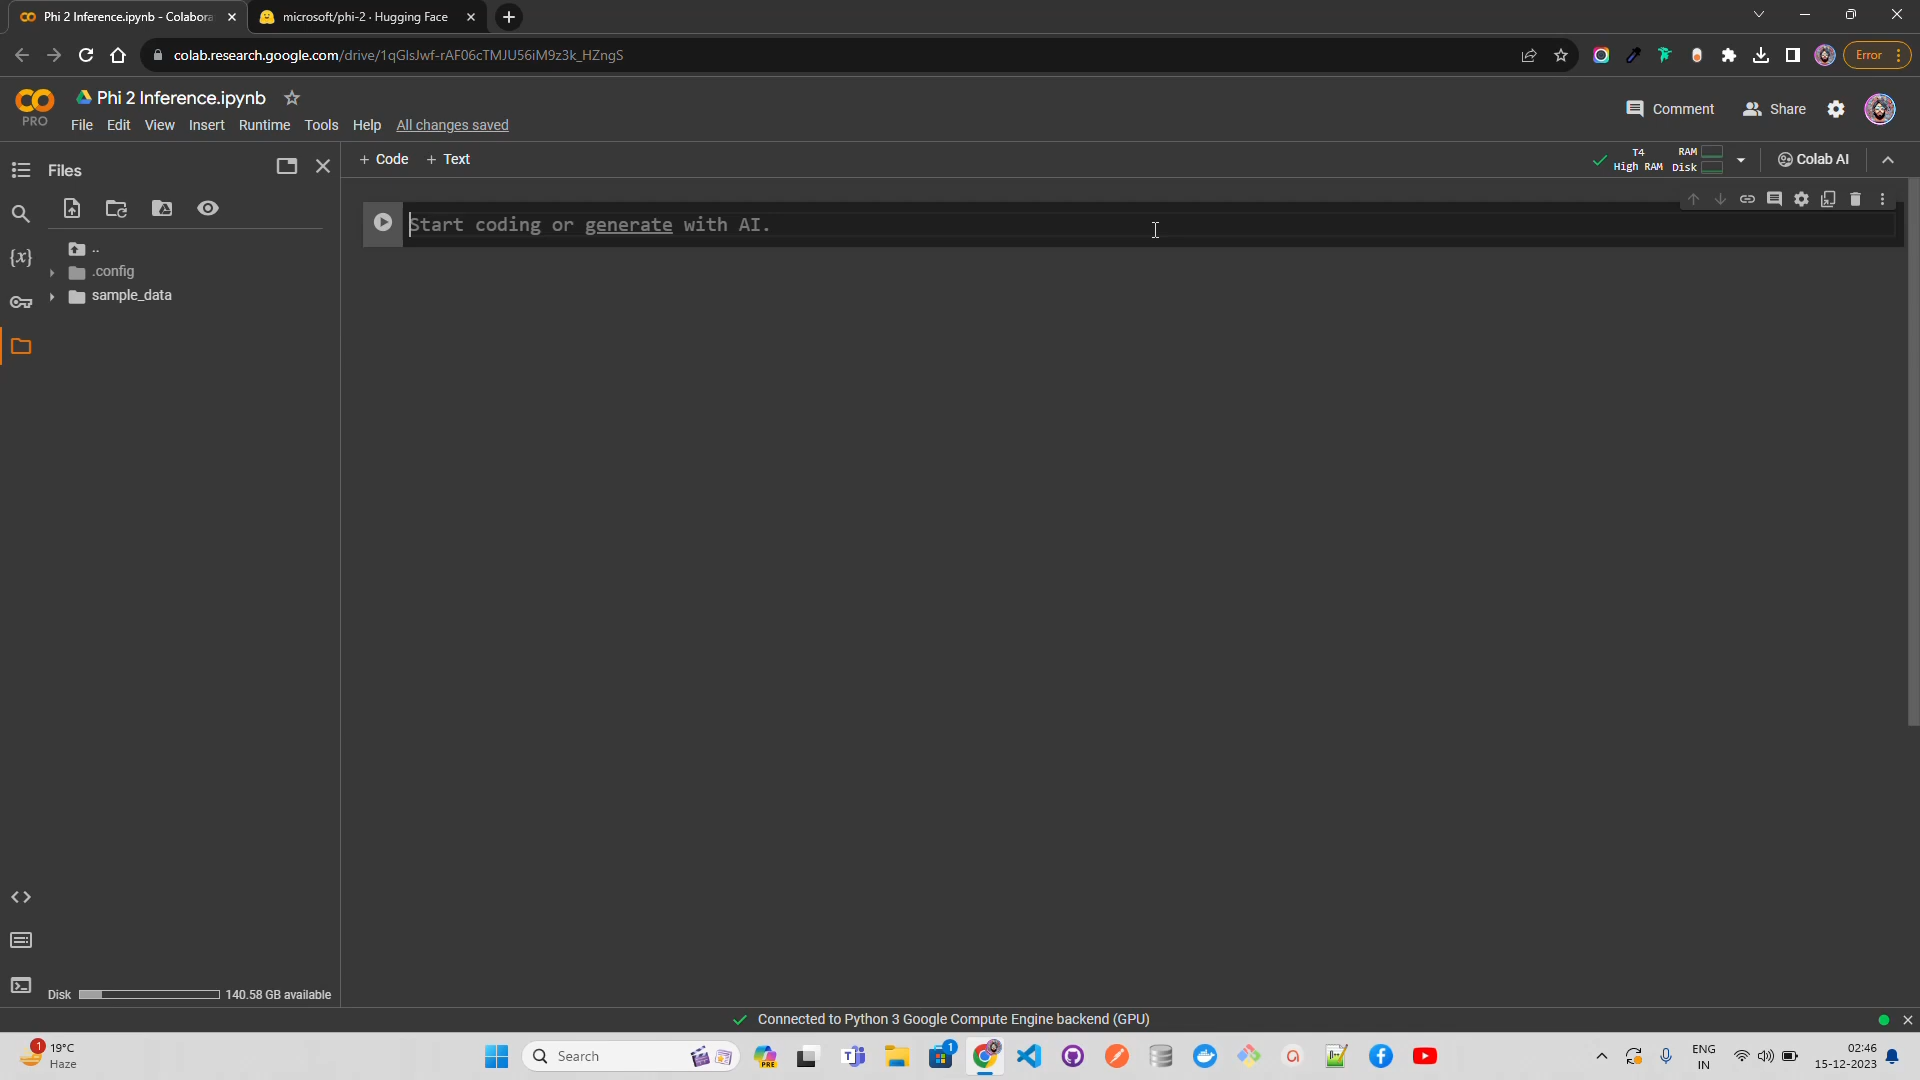 Phi 2 Inference.ipynb - Colabora
microsoft/phi-2 · Hugging Face
colab.research.google.com/drive/1qGlsJwf-rAF06cTMJU56iM9z3k_HZngS
Error
Phi 2 Inference.ipynb
PRO
File Edit View Insert Runtime Tools Help All changes saved
Comment
Share
Files
+ Code + Text
T4
High RAM
RAM
Disk
Colab AI
{x}
Start coding or generate with AI.
..
.config
sample_data
Disk 140.58 GB available
Connected to Python 3 Google Compute Engine backend (GPU)
1
19°C
Haze
Search
PRE
1
ENG
IN
02:46
15-12-2023